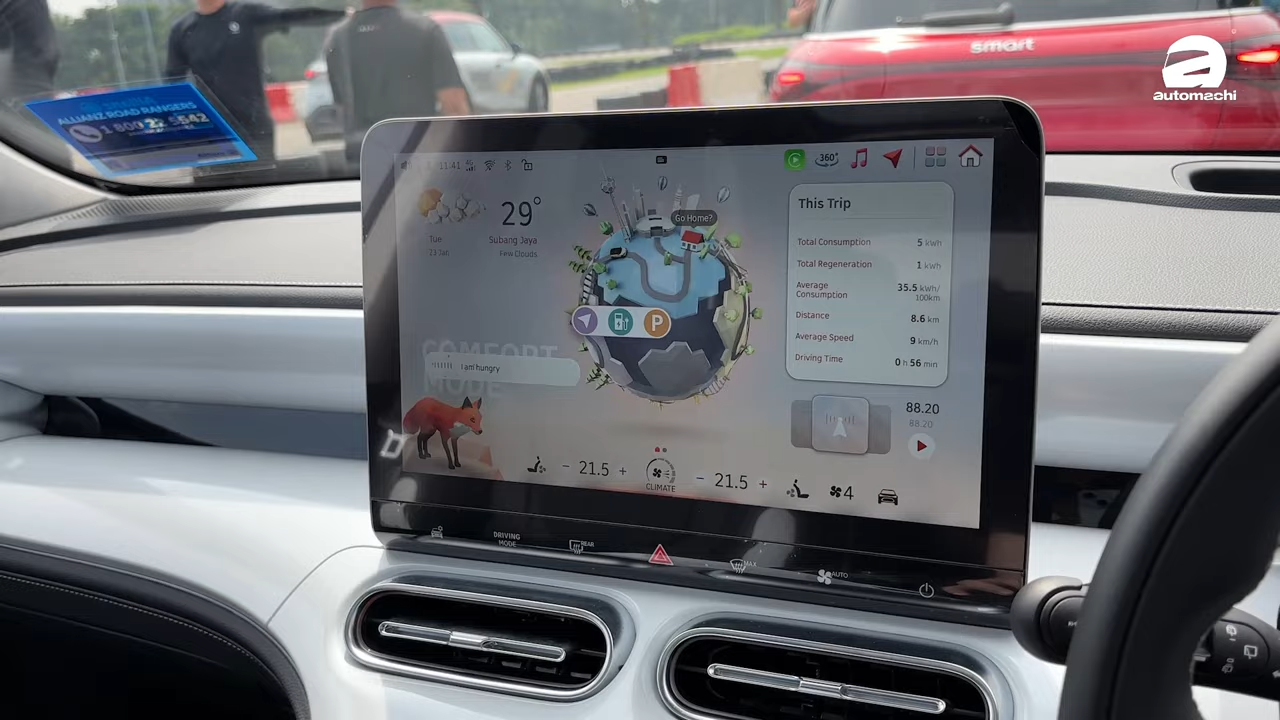 smart
automachi
ALLIANZ ROAD RANGERS
11.41
360°
29°
Tue
Subang Jaya
Few Clouds
Go Home?
P
This Trip
Total Consumption 5 kWh
Total Regeneration 1 kWh
Average Consumption 35.5 kWh/100km
Distance 8.6 km
Average Speed 9 km/h
Driving Time 0 h 56 min
COMFORT
MODE
I am hungry
88.20
88.20
- 21.5 +
CLIMATE
- 21.5 +
4
DRIVING
MODE
REAR
MAX
AUTO